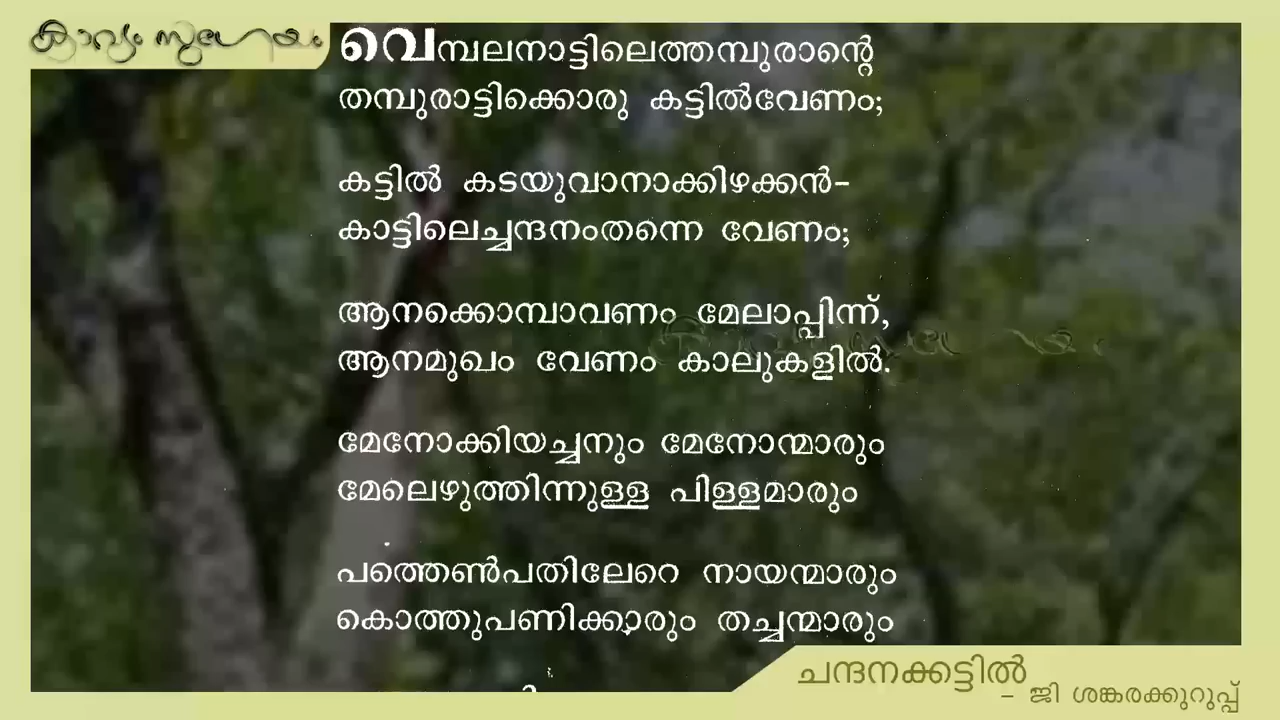 കാവ്യം സുഗേയം
വെമ്പലനാട്ടിലെത്തമ്പുരാന്റെ
തമ്പുരാട്ടിക്കൊരു കട്ടിൽവേണം;
കട്ടിൽ കടയുവാനാക്കിഴക്കൻ-
കാട്ടിലെച്ചന്ദനംതന്നെ വേണം;
ആനക്കൊമ്പാവണം മേലാപ്പിന്ന്,
ആനമുഖം വേണം കാലുകളിൽ.
മേനോക്കിയച്ചനും മേനോന്മാരും
മേലെഴുത്തിന്നുള്ള പിള്ളമാരും
പത്തെൺപതിലേറെ നായന്മാരും
കൊത്തുപണിക്കാരും തച്ചന്മാരും
ചന്ദനക്കട്ടിൽ
- ജി ശങ്കരക്കുറുപ്പ്